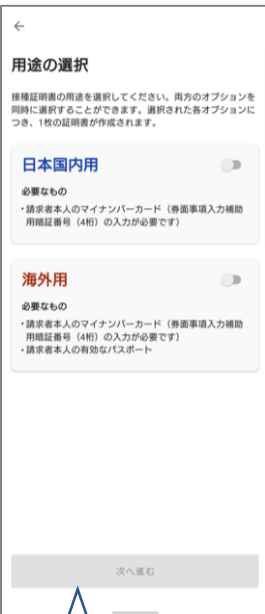 用途の選択
接種証明書の用途を選択してください。両方のオプションを
同時に選択することができます。選択された各オプションに
つき、1枚の証明書が作成されます。
日本国内用
必要なもの
・請求者本人のマイナンバーカード（券面事項入力補助
用暗証番号（4桁）の入力が必要です）
海外用
必要なもの
・請求者本人のマイナンバーカード（券面事項入力補助
用暗証番号（4桁）の入力が必要です）
・請求者本人の有効なパスポート
次へ進む